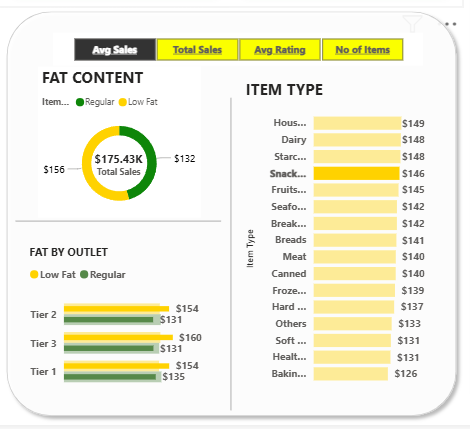 Avg Sales Total Sales Avg Rating No of Items
FAT CONTENT
Item... Regular Low Fat
$156 $175.43K $132
Total Sales
FAT BY OUTLET
Low Fat Regular
Tier 2 $154
$131
Tier 3 $160
$131
Tier 1 $154
$135
ITEM TYPE
Item Type
Hous... $149
Dairy $148
Starc... $148
Snack... $146
Fruits... $145
Seafo... $142
Break... $142
Breads $141
Meat $140
Canned $140
Froze... $139
Hard ... $137
Others $133
Soft ... $131
Healt... $131
Bakin... $126